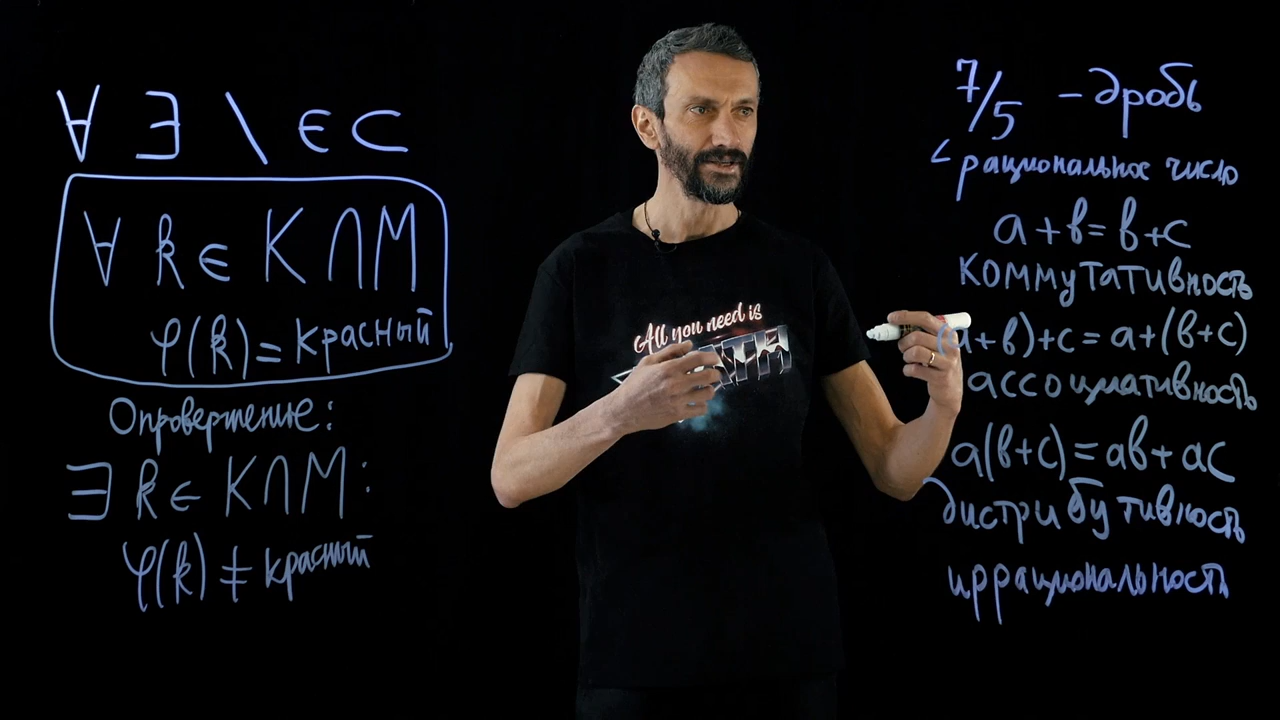 ∀ ∃ \ ∈ ⊂
∀ k ∈ K ∩ M
φ(k) = красный
Опровержение:
∃ k ∈ K ∩ M:
φ(k) ≠ красный
All you need is
7/5 - дробь
рациональное число
a + b = b + c
коммутативность
(a + b) + c = a + (b + c)
ассоциативность
a(b + c) = ab + ac
дистрибутивность
иррациональность